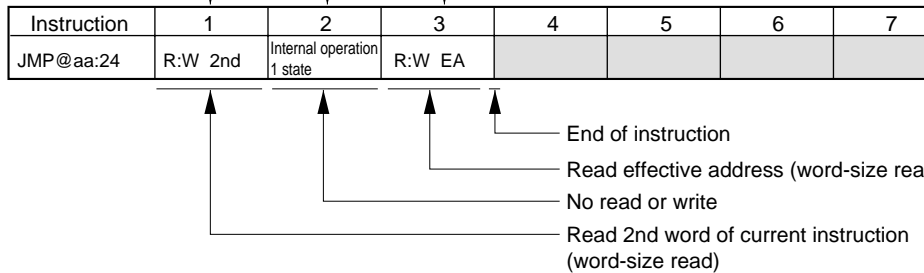 Instruction 1 2 3 4 5 6 7
JMP@aa:24 R:W 2nd Internal operation 1 state R:W EA
End of instruction
Read effective address (word-size rea
No read or write
Read 2nd word of current instruction
(word-size read)